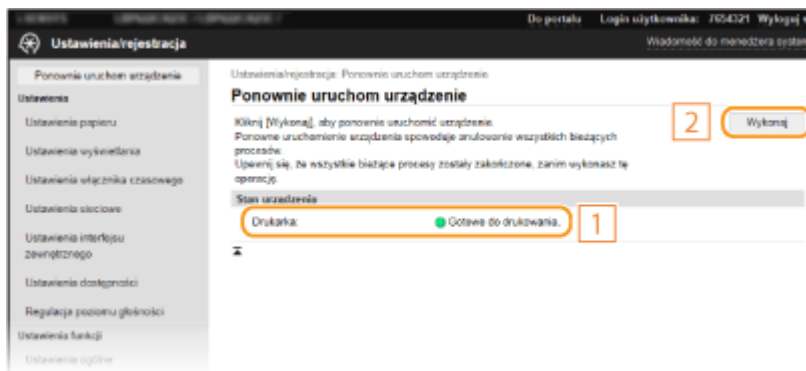 Do portalu Login użytkownika: 7654321 Wyloguj
Ustawienia/rejestracja
Wiadomość do menedżera system
Ponownie uruchom urządzenie
Ustawienia
Ustawienia papieru
Ustawienia wyświetlania
Ustawienia włącznika czasowego
Ustawienia sieciowe
Ustawienia interfejsu
zewnętrznego
Ustawienia dostępności
Regulacja poziomu głośności
Ustawienia funkcji
Ustawienia ogólne
Ustawienia/rejestracja: Ponownie uruchom urządzenie
Ponownie uruchom urządzenie
Kliknij [Wykonaj], aby ponownie uruchomić urządzenie.
Ponowne uruchomienie urządzenia spowoduje anulowanie wszystkich bieżących
procesów.
Upewnij się, że wszystkie bieżące procesy zostały zakończone, zanim wykonasz tę
operację.
2
Wykonaj
Stan urządzenia
Drukarka: Gotowe do drukowania.
1